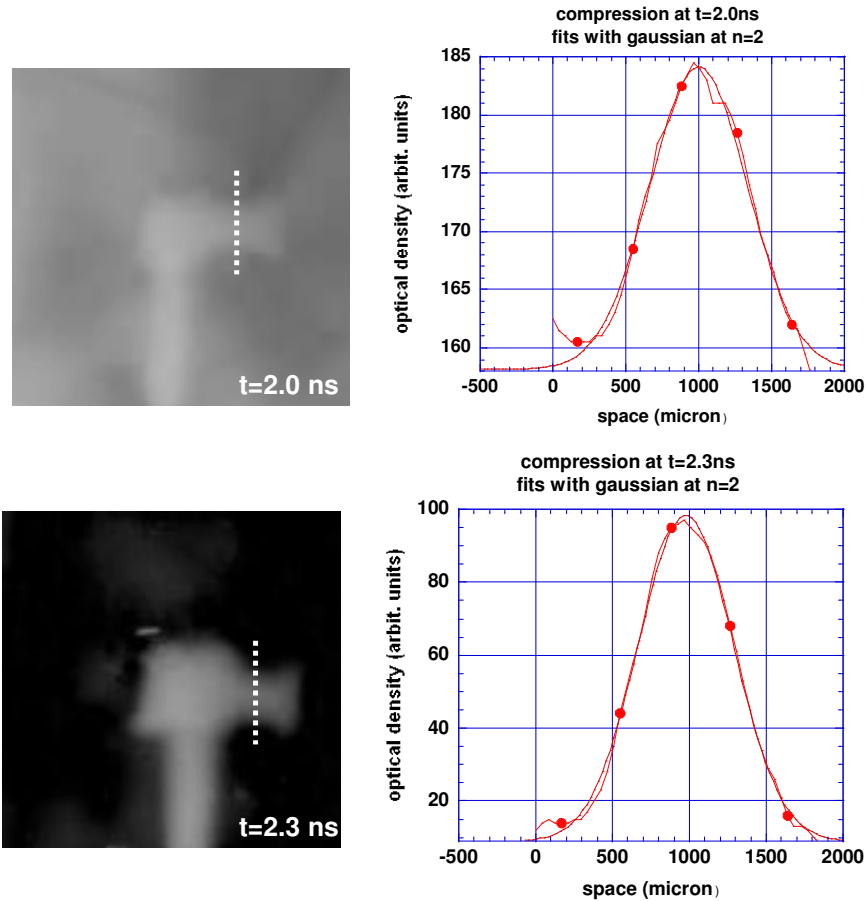 compression at t=2.0ns
fits with gaussian at n=2
185
180
175
170
165
160
optical density (arbit. units)
-500 0 500 1000 1500 2000
space (micron)
t=2.0 ns
compression at t=2.3ns
fits with gaussian at n=2
100
80
60
40
20
optical density (arbit. units)
-500 0 500 1000 1500 2000
space (micron)
t=2.3 ns